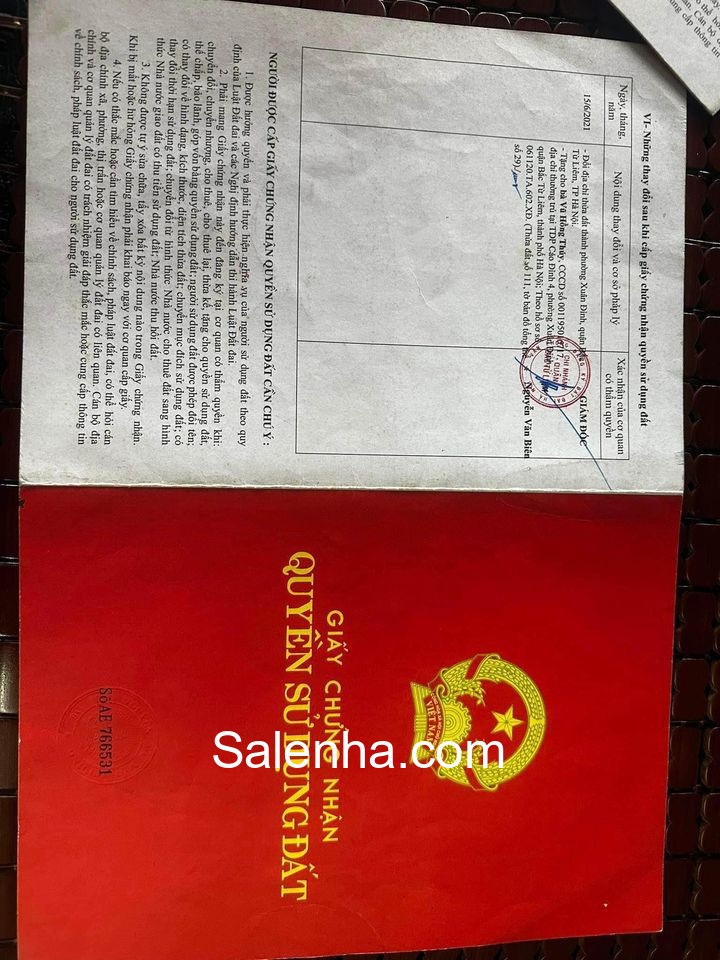 VI- Những thay đổi sau khi cấp giấy chứng nhận quyền sử dụng đất
Ngày, tháng, năm
Nội dung thay đổi và cơ sở pháp lý
Xác nhận của cơ quan có thẩm quyền
15/6/2021
- Đổi địa chỉ thửa đất thành phường Xuân Đỉnh, quận
Từ Liêm, TP Hà Nội.
- Tặng cho bà Vũ Hồng Thúy, CCCD số
địa chỉ thường trú tại TDP Cáo Đỉnh 4, phường Xuân Đỉnh,
quận Bắc Từ Liêm, thành phố Hà Nội; Theo hồ sơ số
061120.TA.602.XD. (Thửa đất số 111, tờ bản đồ tổng thể
số 29)
GIÁM ĐỐC
Nguyễn Văn Biên
NGƯỜI ĐƯỢC CẤP GIẤY CHỨNG NHẬN QUYỀN SỬ DỤNG ĐẤT CẦN CHÚ Ý :
1. Được hưởng quyền và phải thực hiện nghĩa vụ của người sử dụng đất theo quy
định của Luật Đất đai và các Nghị định hướng dẫn thi hành Luật Đất đai.
2. Phải mang Giấy chứng nhận này đến đăng ký tại cơ quan có thẩm quyền khi:
chuyển đổi, chuyển nhượng, cho thuê, cho thuê lại, thừa kế, tặng cho quyền sử dụng đất,
thế chấp, bảo lãnh, góp vốn bằng quyền sử dụng đất; người sử dụng đất được phép đổi tên;
có thay đổi về hình dạng, kích thước, diện tích thửa đất; chuyển mục đích sử dụng đất; có
thay đổi thời hạn sử dụng đất; chuyển đổi từ hình thức Nhà nước cho thuê đất sang hình
thức Nhà nước giao đất có thu tiền sử dụng đất; Nhà nước thu hồi đất.
3. Không được tự ý sửa chữa, tẩy xóa bất kỳ nội dung nào trong Giấy chứng nhận.
Khi bị mất hoặc hư hỏng Giấy chứng nhận phải khai báo ngay với cơ quan cấp giấy.
4. Nếu có thắc mắc hoặc cần tìm hiểu về chính sách, pháp luật đất đai, có thể hỏi cán
bộ địa chính xã, phường, thị trấn hoặc cơ quan quản lý đất đai có liên quan. Cán bộ địa
chính và cơ quan quản lý đất đai có trách nhiệm giải đáp thắc mắc hoặc cung cấp thông tin
về chính sách, pháp luật đất đai cho người sử dụng đất.
VIỆT NAM
GIẤY CHỨNG NHẬN
QUYỀN SỬ DỤNG ĐẤT
Số AE 766531
Salenha.com